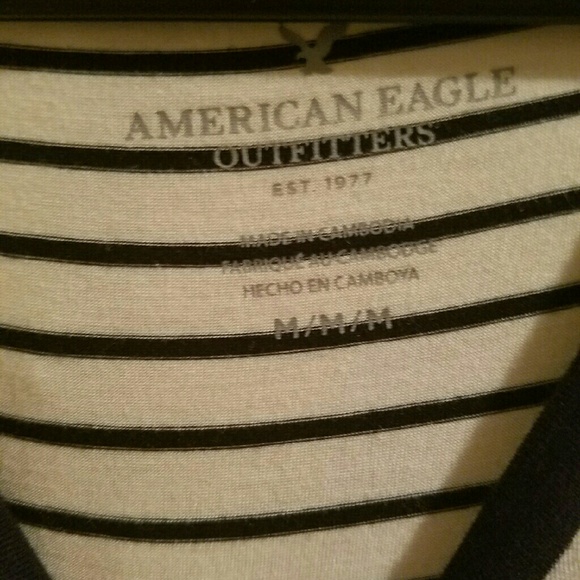 AMERICAN EAGLE
OUTFITTERS
EST. 1977
MADE IN CAMBODIA
FABRIQUÉ AU CAMBODGE
HECHO EN CAMBOYA
M/M/M